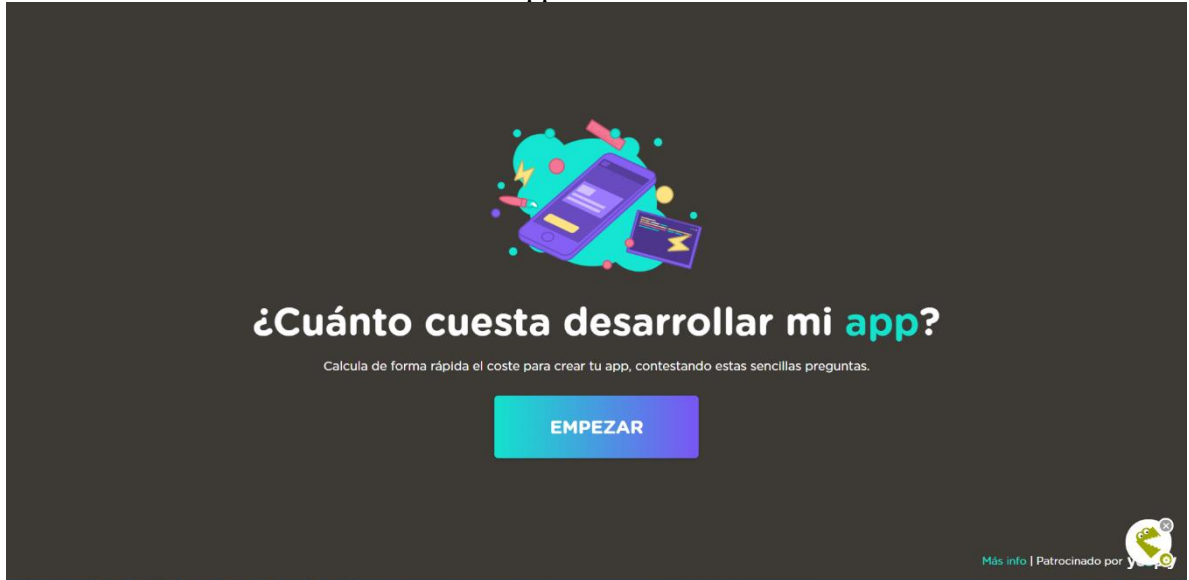 ¿Cuánto cuesta desarrollar mi app?
Calcula de forma rápida el coste para crear tu app, contestando estas sencillas preguntas.
EMPEZAR
Más info | Patrocinado por